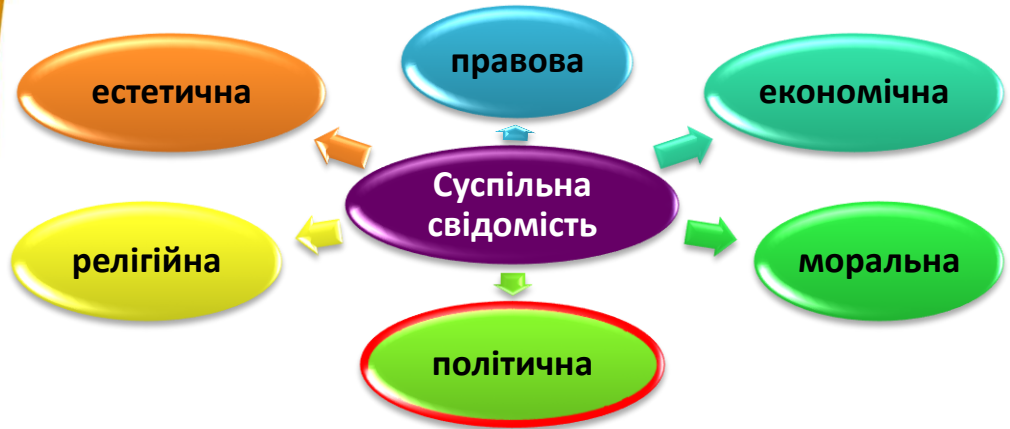 правова
естетична
економічна
Суспільна
свідомість
релігійна
моральна
політична